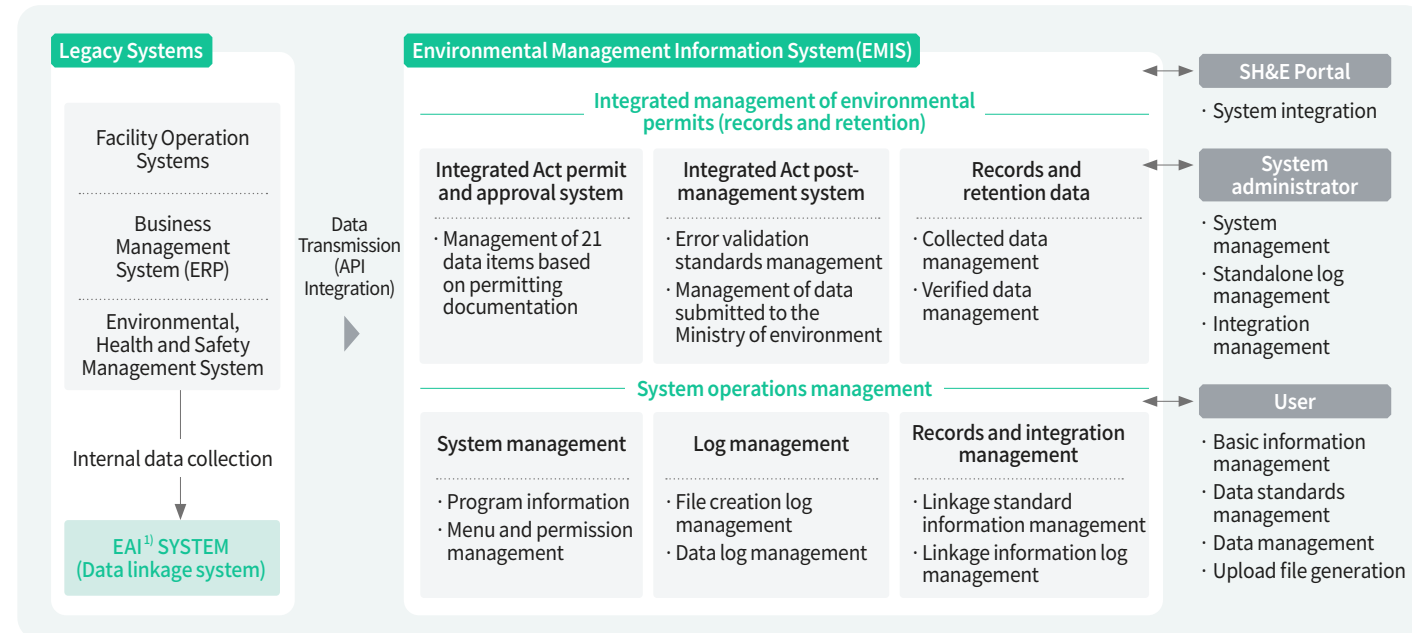 Legacy Systems
Facility Operation
Systems
Business
Management
System (ERP)
Environmental,
Health and Safety
Management System
Internal data collection
EAI¹⁾ SYSTEM
(Data linkage system)
Data
Transmission
(API
Integration)
Environmental Management Information System(EMIS)
Integrated management of environmental
permits (records and retention)
Integrated Act permit
and approval system
· Management of 21
data items based
on permitting
documentation
Integrated Act post-
management system
· Error validation
standards management
· Management of data
submitted to the
Ministry of environment
Records and
retention data
· Collected data
management
· Verified data
management
System operations management
System management
· Program information
· Menu and permission
management
Log management
· File creation log
management
· Data log management
Records and integration
management
· Linkage standard
information management
· Linkage information log
management
SH&E Portal
· System integration
System
administrator
· System
management
· Standalone log
management
· Integration
management
User
· Basic information
management
· Data standards
management
· Data management
· Upload file generation